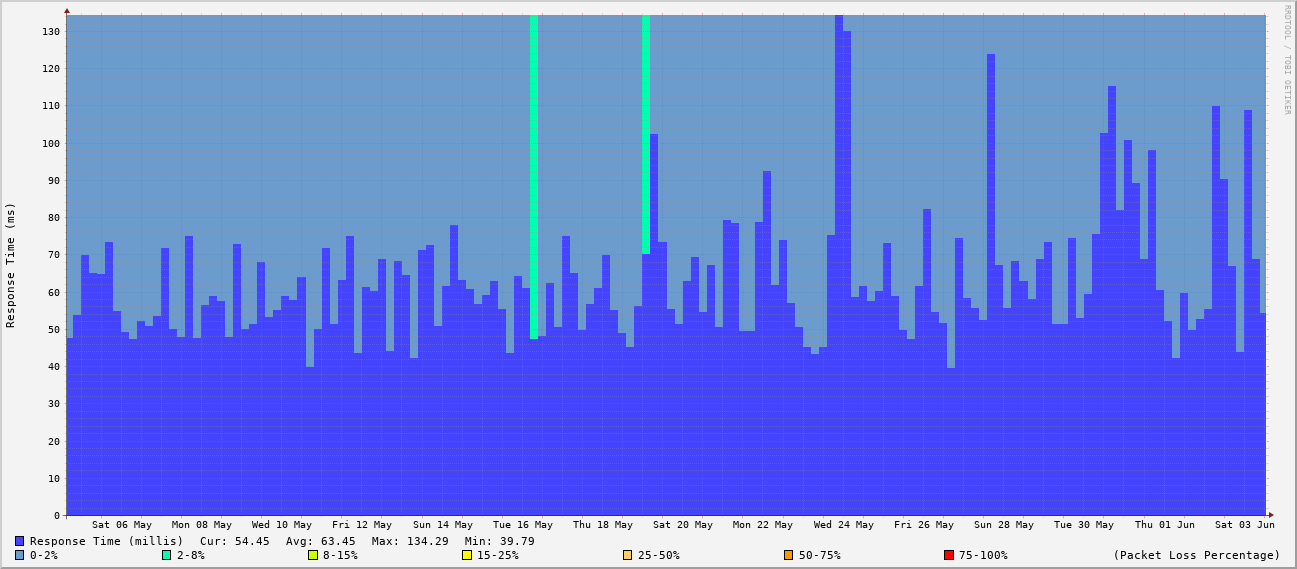 RRDTOOL / TOBI OETIKER
Response Time (ms)
130
120
110
100
90
80
70
60
50
40
30
20
10
0
Sat 06 May Mon 08 May Wed 10 May Fri 12 May Sun 14 May Tue 16 May Thu 18 May Sat 20 May Mon 22 May Wed 24 May Fri 26 May Sun 28 May Tue 30 May Thu 01 Jun Sat 03 Jun
Response Time (millis) Cur: 54.45 Avg: 63.45 Max: 134.29 Min: 39.79
0-2% 2-8% 8-15% 15-25% 25-50% 50-75% 75-100% (Packet Loss Percentage)